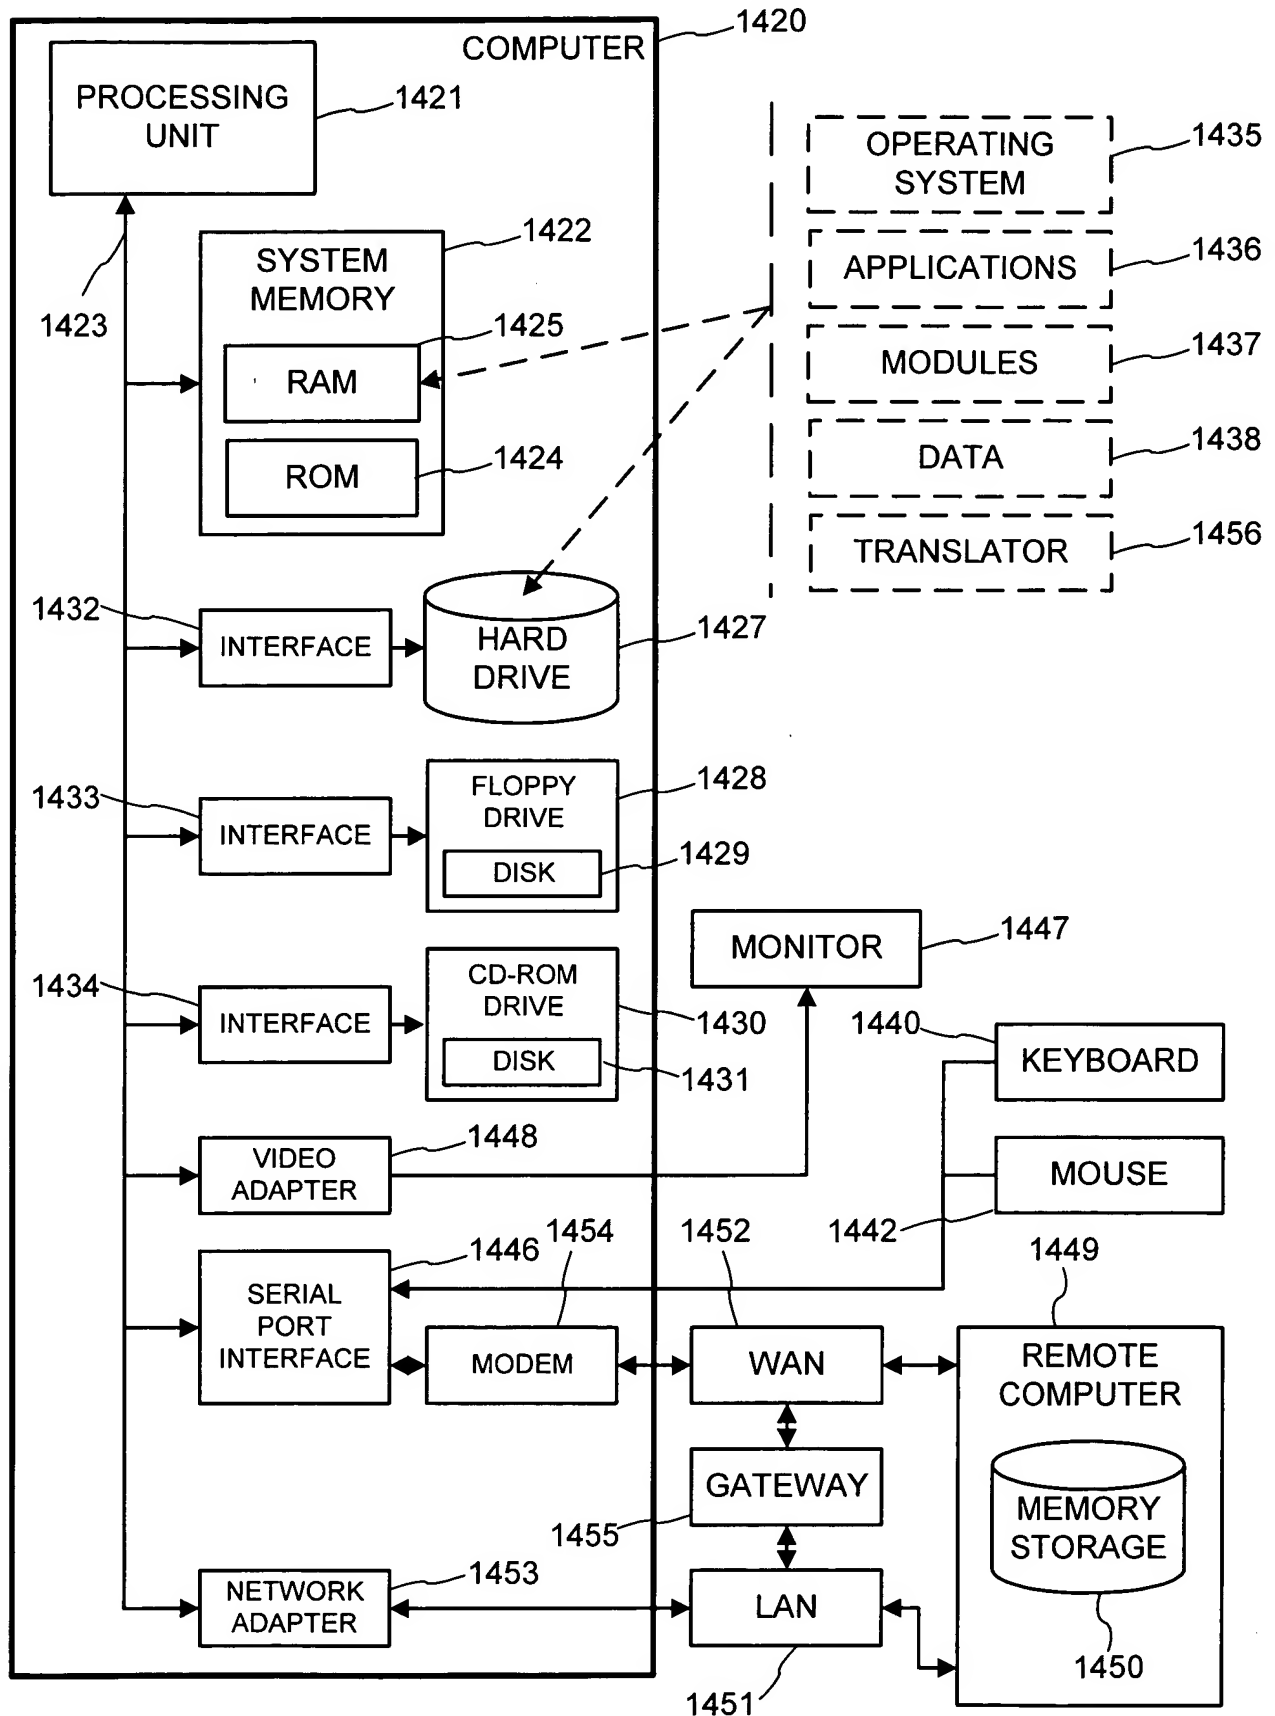 1420
COMPUTER
PROCESSING
UNIT
1421
OPERATING
SYSTEM
1435
1422
SYSTEM
MEMORY
APPLICATIONS
1436
1423
1425
RAM
MODULES
1437
ROM
1424
DATA
1438
TRANSLATOR
1456
1432
INTERFACE
HARD
DRIVE
1427
1433
INTERFACE
FLOPPY
DRIVE
1428
DISK
1429
MONITOR
1447
1434
INTERFACE
CD-ROM
DRIVE
1430
DISK
1431
1440
KEYBOARD
1448
VIDEO
ADAPTER
MOUSE
1442
1446
1454
1452
1449
SERIAL
PORT
INTERFACE
MODEM
WAN
REMOTE
COMPUTER
GATEWAY
1455
MEMORY
STORAGE
1453
NETWORK
ADAPTER
LAN
1450
1451